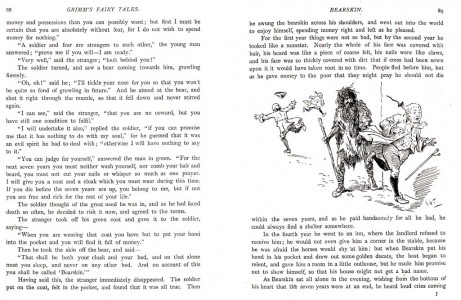 88
GRIMM'S FAIRY TALES.
money and possessions than you can possibly want; but first I must be
certain that you are absolutely without fear, for I do not wish to spend
money for nothing."
"A soldier and fear are strangers to each other," the young man
answered; "prove me if you will—I am ready."
"Very well," said the stranger; "look behind you!"
The soldier turned, and saw a bear coming towards him, growling
fiercely.
"Oh, oh!" said he; "I'll tickle your nose for you so that you won't
be quite so fond of growling in future." And he aimed at the bear, and
shot it right through the muzzle, so that it fell down and never stirred
again.
"I can see," said the stranger, "that you are no coward, but you
have still one condition to fulfil."
"I will undertake it also," replied the soldier, "if you can promise
me that it has nothing to do with my soul," for he guessed that it was
an evil spirit he had to deal with; "otherwise I will have nothing to say
to it."
"You can judge for yourself," answered the man in green. "For the
next seven years you must neither wash yourself, nor comb your hair and
beard, you must not cut your nails or whisper so much as one prayer.
I will give you a coat and a cloak which you must wear during this time.
If you die before the seven years are up, you belong to me, but if not
you are free and rich for the rest of your life."
The soldier thought of the great need he was in, and as he had faced
death so often, he decided to risk it now, and agreed to the terms.
The stranger took off his green coat and gave it to the soldier,
saying—
"When you are wearing that coat you have but to put your hand
into the pocket and you will find it full of money."
Then he took the skin off the bear, and said—
"That shall be both your cloak and your bed, and on that alone
must you sleep, and never on any other bed. And on account of this
you shall be called 'Bearskin.'"
Having said this, the stranger immediately disappeared. The soldier
put on the coat, felt in the pocket, and found that it was all true. Then
BEARSKIN.
89
he swung the bearskin across his shoulders, and went out into the world
to enjoy himself, spending money right and left as he pleased.
For the first year things were not so bad, but by the second year he
looked like a monster. Nearly the whole of his face was covered with
hair, his beard was like a piece of coarse felt, his nails were like claws,
and his face was so thickly covered with dirt that if cress had been sown
upon it it would have taken root in no time. People fled before him, but
as he gave money to the poor that they might pray he should not die
within the seven years, and as he paid handsomely for all he had, he
could always find a shelter somewhere.
In the fourth year he went to an inn, where the landlord refused to
receive him; he would not even give him a corner in the stable, because
he was afraid the horses would shy at him: but when Bearskin put his
hand in his pocket and drew out some golden ducats, the host began to
relent, and gave him a room in the outhouse, but he made him promise
not to show himself, so that his house might not get a bad name.
As Bearskin sat all alone in the evening, wishing from the bottom of
his heart that the seven years were at an end, he heard loud cries coming